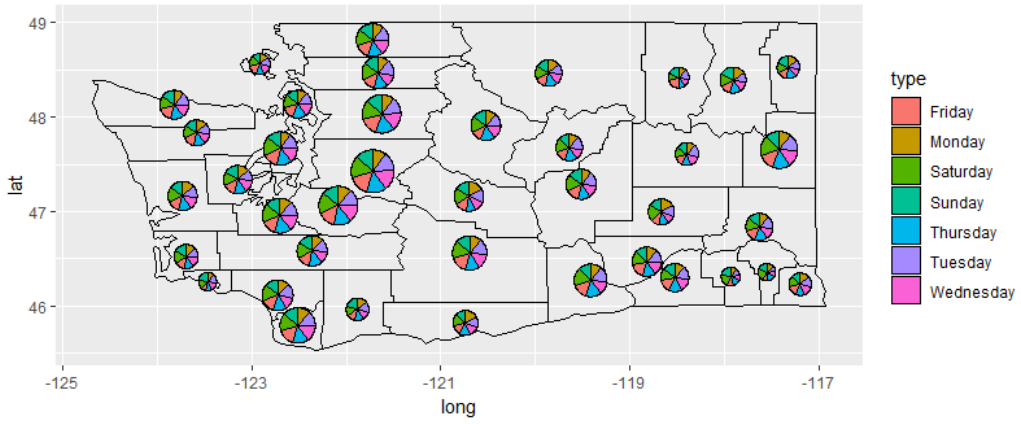 49
48
47
46
lat
-125
-123
-121
-119
-117
long
type
Friday
Monday
Saturday
Sunday
Thursday
Tuesday
Wednesday